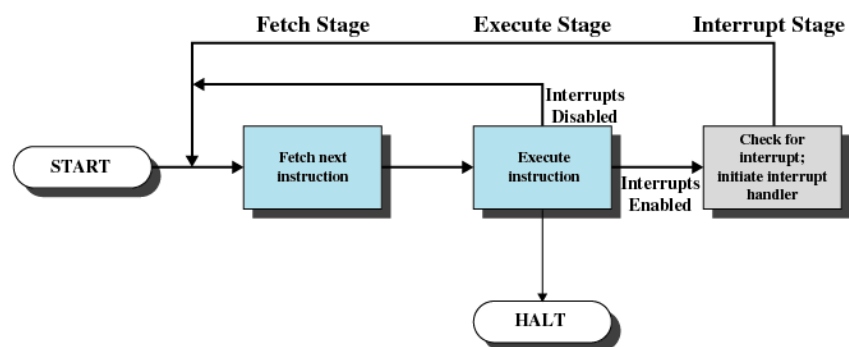 Fetch Stage
Execute Stage
Interrupt Stage
Interrupts
Disabled
START
Fetch next
instruction
Execute
instruction
Interrupts
Enabled
Check for
interrupt;
initiate interrupt
handler
HALT